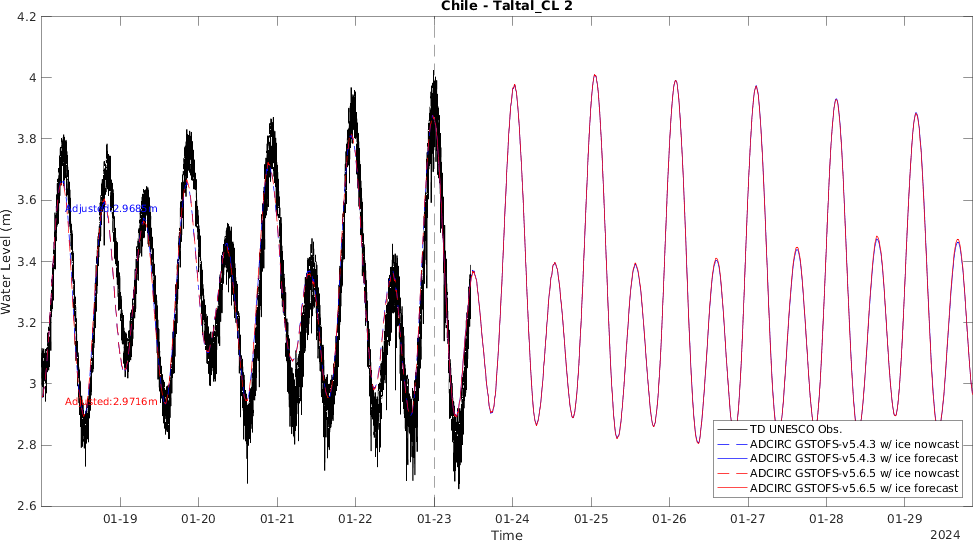 Chile - Taltal_CL 2
4.2
4
3.8
3.6
3.4
3.2
3
2.8
2.6
Water Level (m)
Adjusted:2.968 m
Adjusted:2.9716m
TD UNESCO Obs.
ADCIRC GSTOFS-v5.4.3 w/ ice nowcast
ADCIRC GSTOFS-v5.4.3 w/ ice forecast
ADCIRC GSTOFS-v5.6.5 w/ ice nowcast
ADCIRC GSTOFS-v5.6.5 w/ ice forecast
01-19 01-20 01-21 01-22 01-23 01-24 01-25 01-26 01-27 01-28 01-29
Time
2024